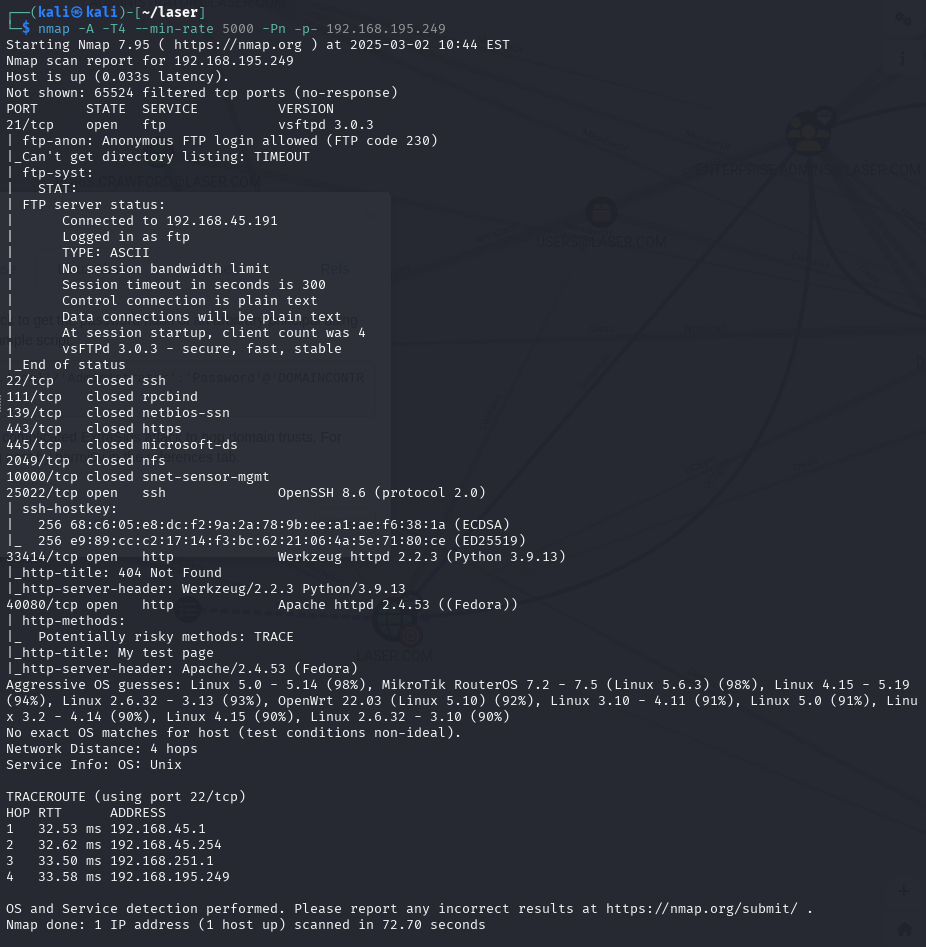 ┌──(kali㉿kali)-[~/laser]
└─$ nmap -A -T4 --min-rate 5000 -Pn -p- 192.168.195.249
Starting Nmap 7.95 ( https://nmap.org ) at 2025-03-02 10:44 EST
Nmap scan report for 192.168.195.249
Host is up (0.033s latency).
Not shown: 65524 filtered tcp ports (no-response)
PORT      STATE  SERVICE          VERSION
21/tcp    open   ftp              vsftpd 3.0.3
| ftp-anon: Anonymous FTP login allowed (FTP code 230)
|_Can't get directory listing: TIMEOUT
| ftp-syst:
|   STAT:
| FTP server status:
|      Connected to 192.168.45.191
|      Logged in as ftp
|      TYPE: ASCII
|      No session bandwidth limit
|      Session timeout in seconds is 300
|      Control connection is plain text
|      Data connections will be plain text
|      At session startup, client count was 4
|      vsFTPd 3.0.3 - secure, fast, stable
|_End of status
22/tcp    closed ssh
111/tcp   closed rpcbind
139/tcp   closed netbios-ssn
443/tcp   closed https
445/tcp   closed microsoft-ds
2049/tcp  closed nfs
10000/tcp closed snet-sensor-mgmt
25022/tcp open   ssh              OpenSSH 8.6 (protocol 2.0)
| ssh-hostkey:
|   256 68:c6:05:e8:dc:f2:9a:2a:78:9b:ee:a1:ae:f6:38:1a (ECDSA)
|_  256 e9:89:cc:c2:17:14:f3:bc:62:21:06:4a:5e:71:80:ce (ED25519)
33414/tcp open   http             Werkzeug httpd 2.2.3 (Python 3.9.13)
|_http-title: 404 Not Found
|_http-server-header: Werkzeug/2.2.3 Python/3.9.13
40080/tcp open   http             Apache httpd 2.4.53 ((Fedora))
| http-methods:
|_  Potentially risky methods: TRACE
|_http-title: My test page
|_http-server-header: Apache/2.4.53 (Fedora)
Aggressive OS guesses: Linux 5.0 - 5.14 (98%), MikroTik RouterOS 7.2 - 7.5 (Linux 5.6.3) (98%), Linux 4.15 - 5.19
(94%), Linux 2.6.32 - 3.13 (93%), OpenWrt 22.03 (Linux 5.10) (92%), Linux 3.10 - 4.11 (91%), Linux 5.0 (91%), Linu
x 3.2 - 4.14 (90%), Linux 4.15 (90%), Linux 2.6.32 - 3.10 (90%)
No exact OS matches for host (test conditions non-ideal).
Network Distance: 4 hops
Service Info: OS: Unix

TRACEROUTE (using port 22/tcp)
HOP RTT      ADDRESS
1   32.53 ms 192.168.45.1
2   32.62 ms 192.168.45.254
3   33.50 ms 192.168.251.1
4   33.58 ms 192.168.195.249

OS and Service detection performed. Please report any incorrect results at https://nmap.org/submit/ .
Nmap done: 1 IP address (1 host up) scanned in 72.70 seconds
ENTERPRISE ADMINS@LASER.COM
USERS@LASER.COM
LASER.COM